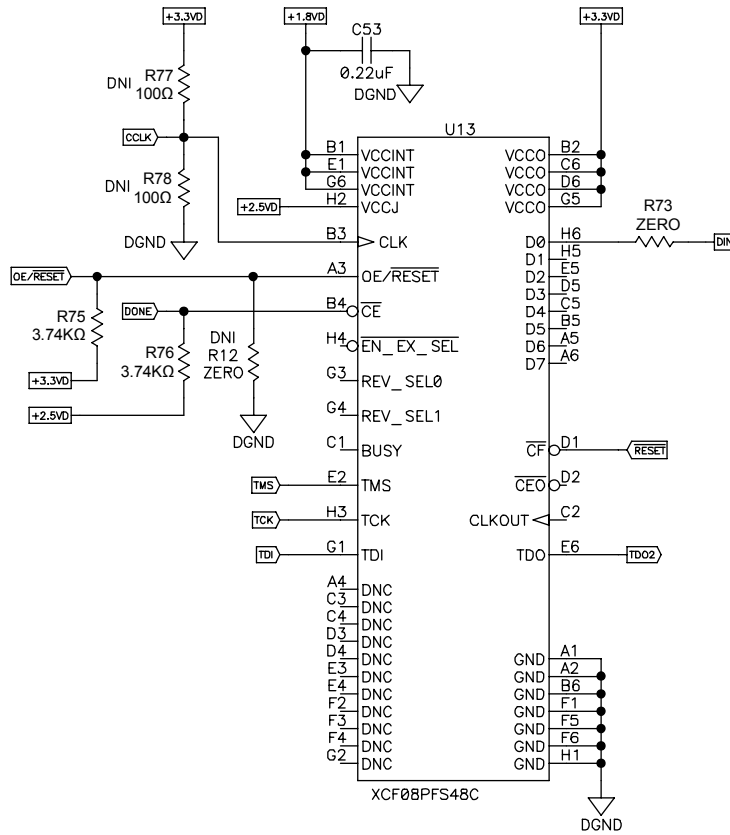 +3.3VD
+1.8VD
+3.3VD
C53
0.22uF
DGND
DNI
R77
100Ω
CCLK
DNI
R78
100Ω
DGND
+2.5VD
OE/RESET
DONE
R75
3.74KΩ
R76
3.74KΩ
DNI
R12
ZERO
+3.3VD
+2.5VD
DGND
TMS
TCK
TDI
U13
B1 VCCINT
E1 VCCINT
G6 VCCINT
H2 VCCJ
B3 CLK
A3 OE/RESET
B4 CE
H4 EN_EX_SEL
G3 REV_SEL0
G4 REV_SEL1
C1 BUSY
E2 TMS
H3 TCK
G1 TDI
A4 DNC
C3 DNC
C4 DNC
D3 DNC
D4 DNC
E3 DNC
E4 DNC
F2 DNC
F3 DNC
F4 DNC
G2 DNC
VCCO B2
VCCO C6
VCCO D6
VCCO G5
D0 H6
D1 H5
D2 E5
D3 D5
D4 C5
D5 B5
D6 A5
D7 A6
CF D1
CEO D2
CLKOUT C2
TDO E6
GND A1
GND A2
GND B6
GND F1
GND F5
GND F6
GND H1
R73
ZERO
RESET
TDO2
DGND
XCF08PFS48C